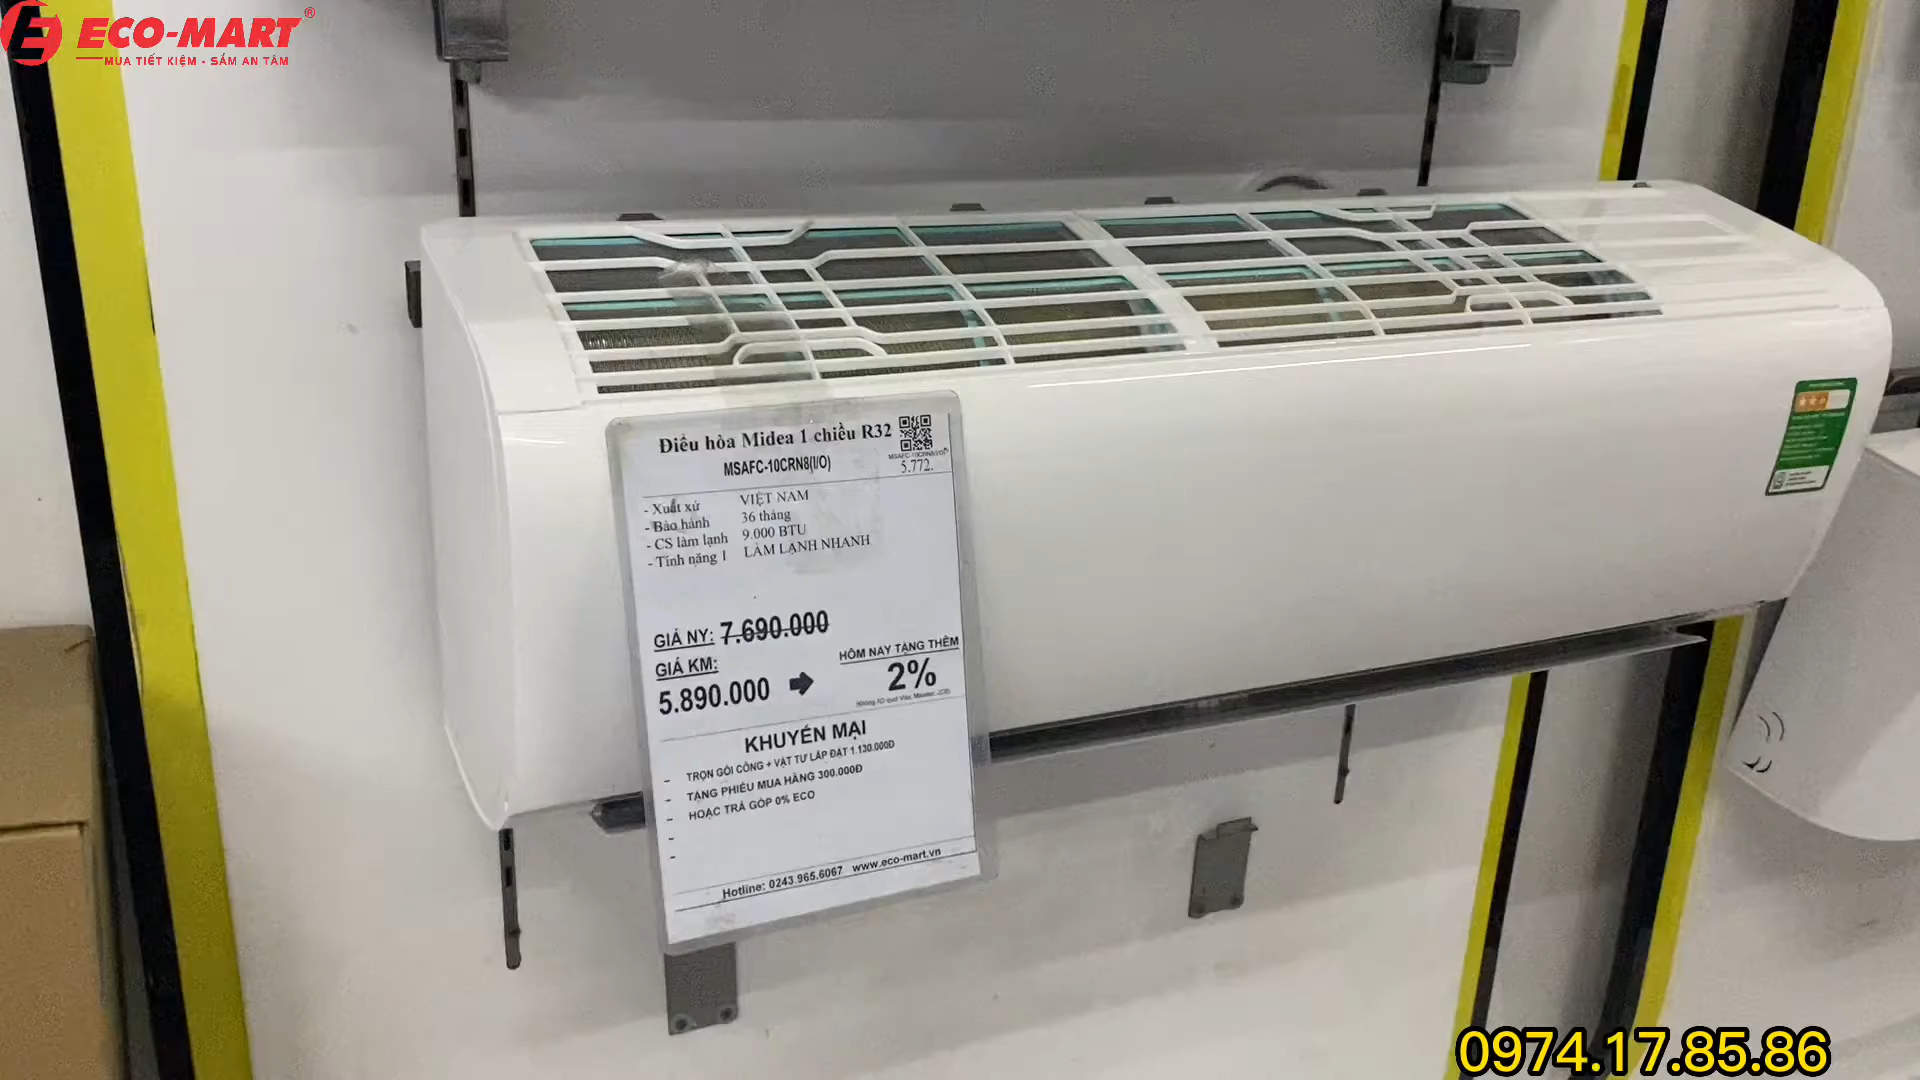 ECO-MART®
MUA TIẾT KIỆM - SẮM AN TÂM
Điều hòa Midea 1 chiều R32
MSAFC-10CRN8(I/O)
MSAFC-10CRN8(I/O)
5.772.
- Xuất xứ VIỆT NAM
- Bảo hành 36 tháng
- CS làm lạnh 9.000 BTU
- Tính năng 1 LÀM LẠNH NHANH
GIÁ NY: 7.690.000
GIÁ KM:
5.890.000
HÔM NAY TẶNG THÊM
2%
KHUYẾN MẠI
- TRỌN GÓI CÔNG + VẬT TƯ LẮP ĐẶT 1.130.000Đ
- TẶNG PHIẾU MUA HÀNG 300.000Đ
- HOẶC TRẢ GÓP 0% ECO
-
-
Hotline: 0243.965.6067 www.eco-mart.vn
0974.17.85.86